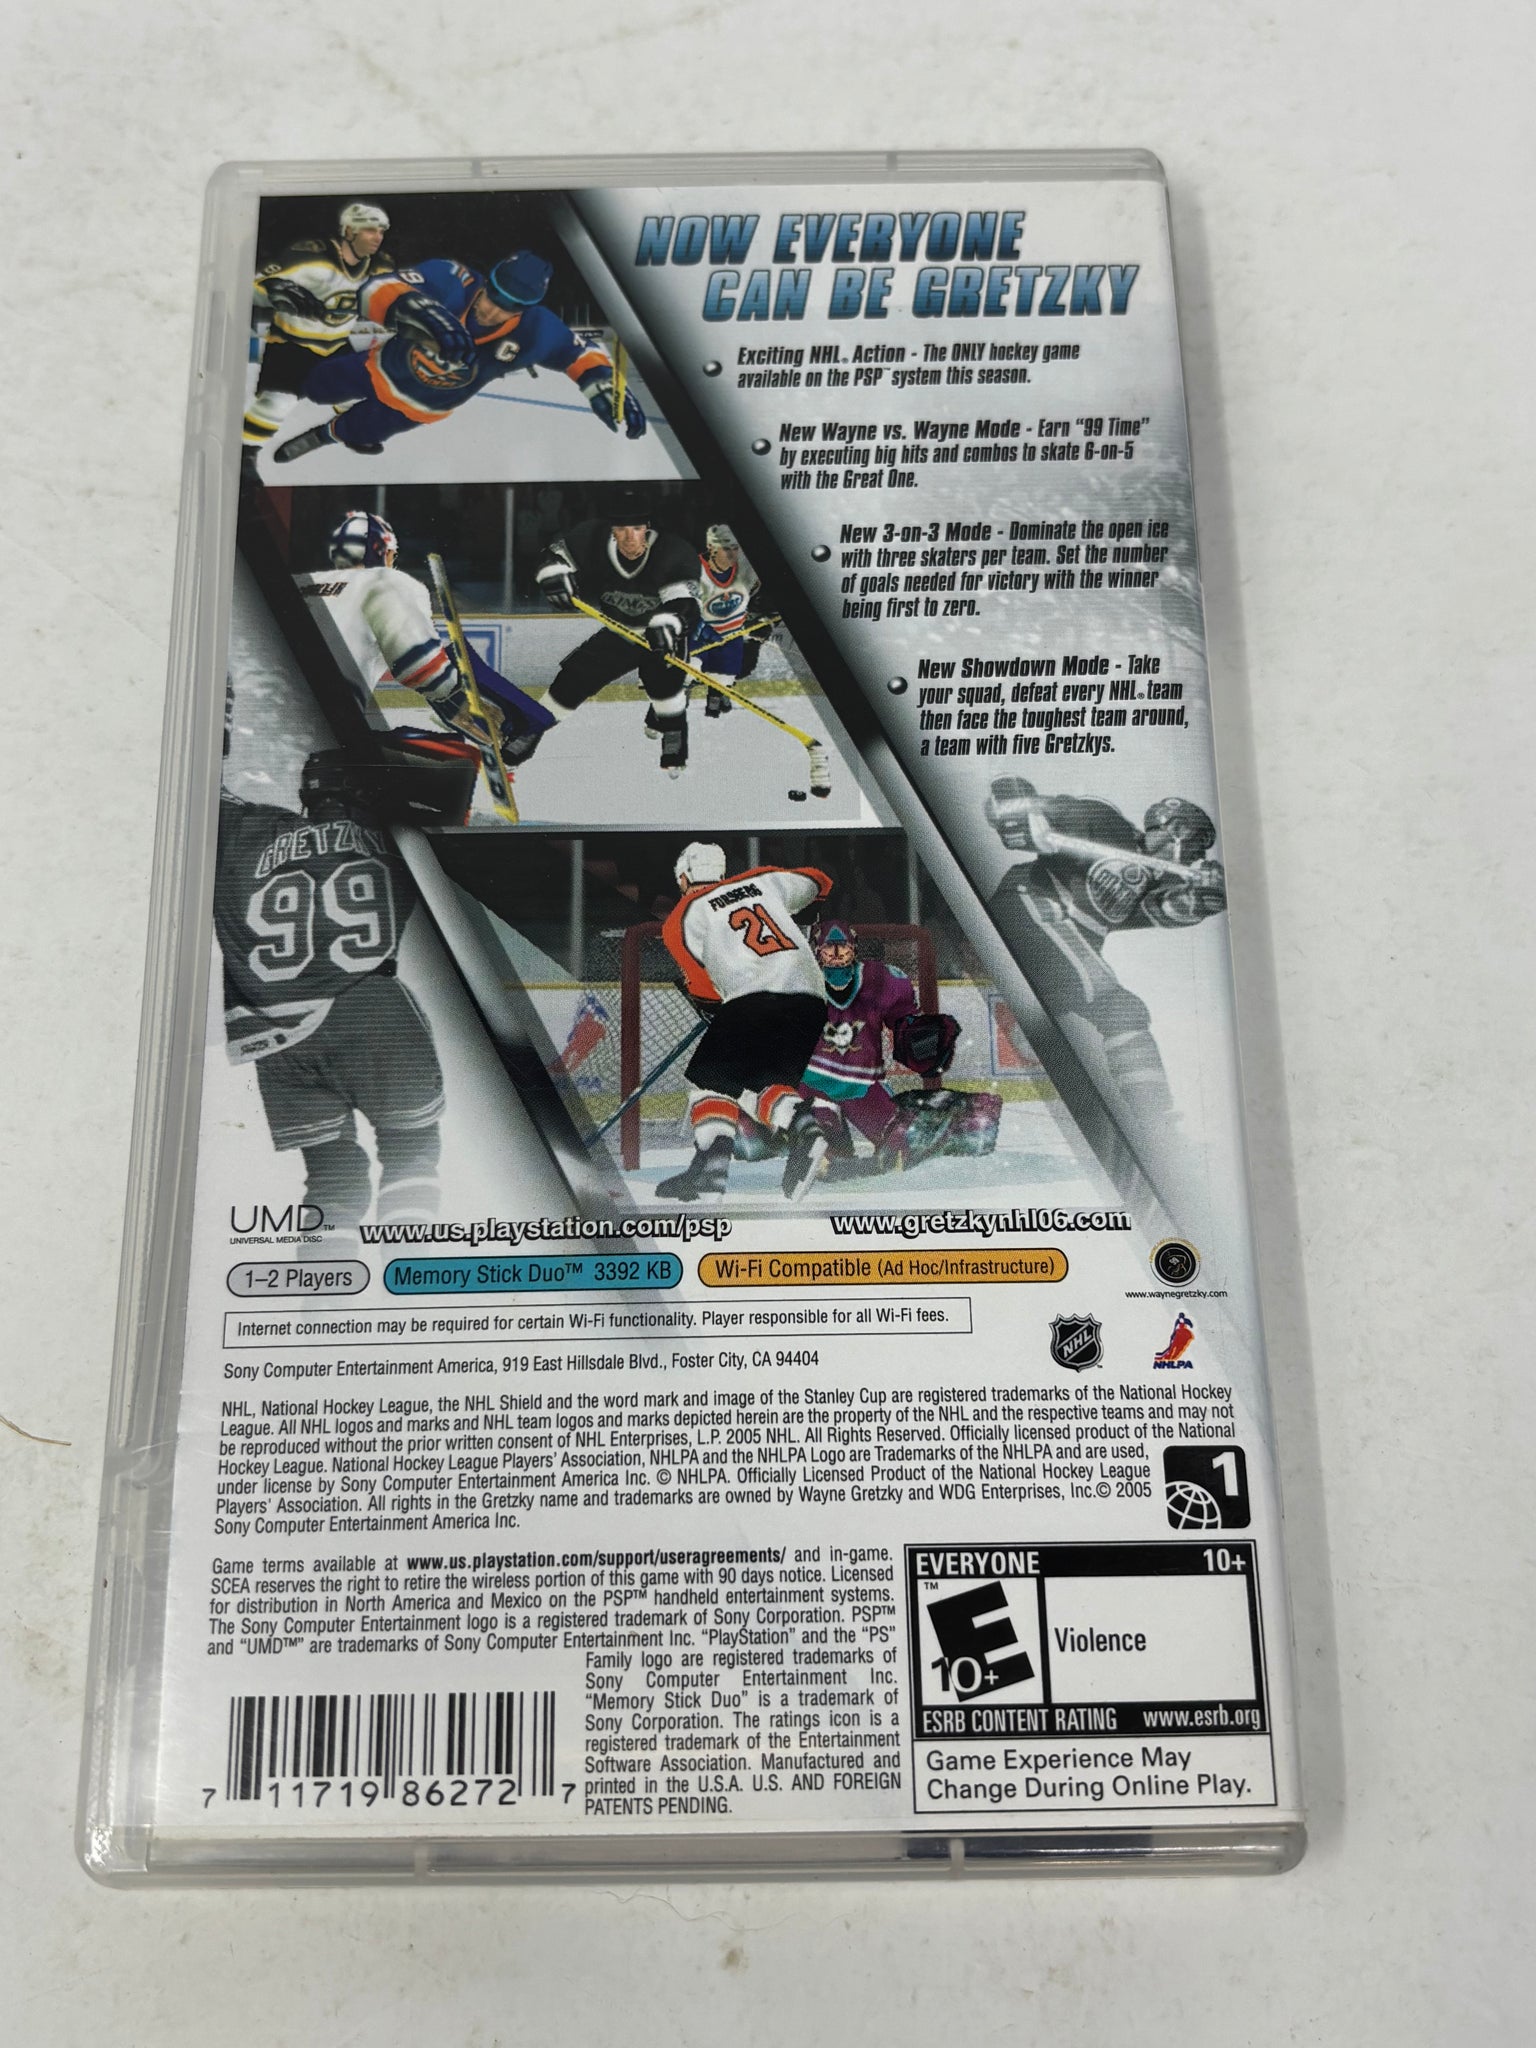 NOW EVERYONE
CAN BE GRETZKY
Exciting NHL® Action - The ONLY hockey game
available on the PSP™ system this season.
New Wayne vs. Wayne Mode - Earn "99 Time"
by executing big hits and combos to skate 6-on-5
with the Great One.
New 3-on-3 Mode - Dominate the open ice
with three skaters per team. Set the number
of goals needed for victory with the winner
being first to zero.
New Showdown Mode - Take
your squad, defeat every NHL® team
then face the toughest team around,
a team with five Gretzkys.
C
KINGS
GRETZKY
99
FORSBERG
21
UMD™
UNIVERSAL MEDIA DISC
www.us.playstation.com/psp
www.gretzkynhl06.com
1–2 Players
Memory Stick Duo™ 3392 KB
Wi-Fi Compatible (Ad Hoc/Infrastructure)
www.waynegretzky.com
Internet connection may be required for certain Wi-Fi functionality. Player responsible for all Wi-Fi fees.
NHL
NHLPA
Sony Computer Entertainment America, 919 East Hillsdale Blvd., Foster City, CA 94404
NHL, National Hockey League, the NHL Shield and the word mark and image of the Stanley Cup are registered trademarks of the National Hockey
League. All NHL logos and marks and NHL team logos and marks depicted herein are the property of the NHL and the respective teams and may not
be reproduced without the prior written consent of NHL Enterprises, L.P. 2005 NHL. All Rights Reserved. Officially licensed product of the National
Hockey League. National Hockey League Players' Association, NHLPA and the NHLPA Logo are Trademarks of the NHLPA and are used,
under license by Sony Computer Entertainment America Inc. © NHLPA. Officially Licensed Product of the National Hockey League
Players' Association. All rights in the Gretzky name and trademarks are owned by Wayne Gretzky and WDG Enterprises, Inc.© 2005
Sony Computer Entertainment America Inc.
1
Game terms available at www.us.playstation.com/support/useragreements/ and in-game.
SCEA reserves the right to retire the wireless portion of this game with 90 days notice. Licensed
for distribution in North America and Mexico on the PSP™ handheld entertainment systems.
The Sony Computer Entertainment logo is a registered trademark of Sony Corporation. PSP™
and "UMD™" are trademarks of Sony Computer Entertainment Inc. "PlayStation" and the "PS"
Family logo are registered trademarks of
Sony Computer Entertainment Inc.
"Memory Stick Duo" is a trademark of
Sony Corporation. The ratings icon is a
registered trademark of the Entertainment
Software Association. Manufactured and
printed in the U.S.A. U.S. AND FOREIGN
PATENTS PENDING.
7 11719 86272 7
EVERYONE 10+
™
E
10+
Violence
ESRB CONTENT RATING www.esrb.org
Game Experience May
Change During Online Play.